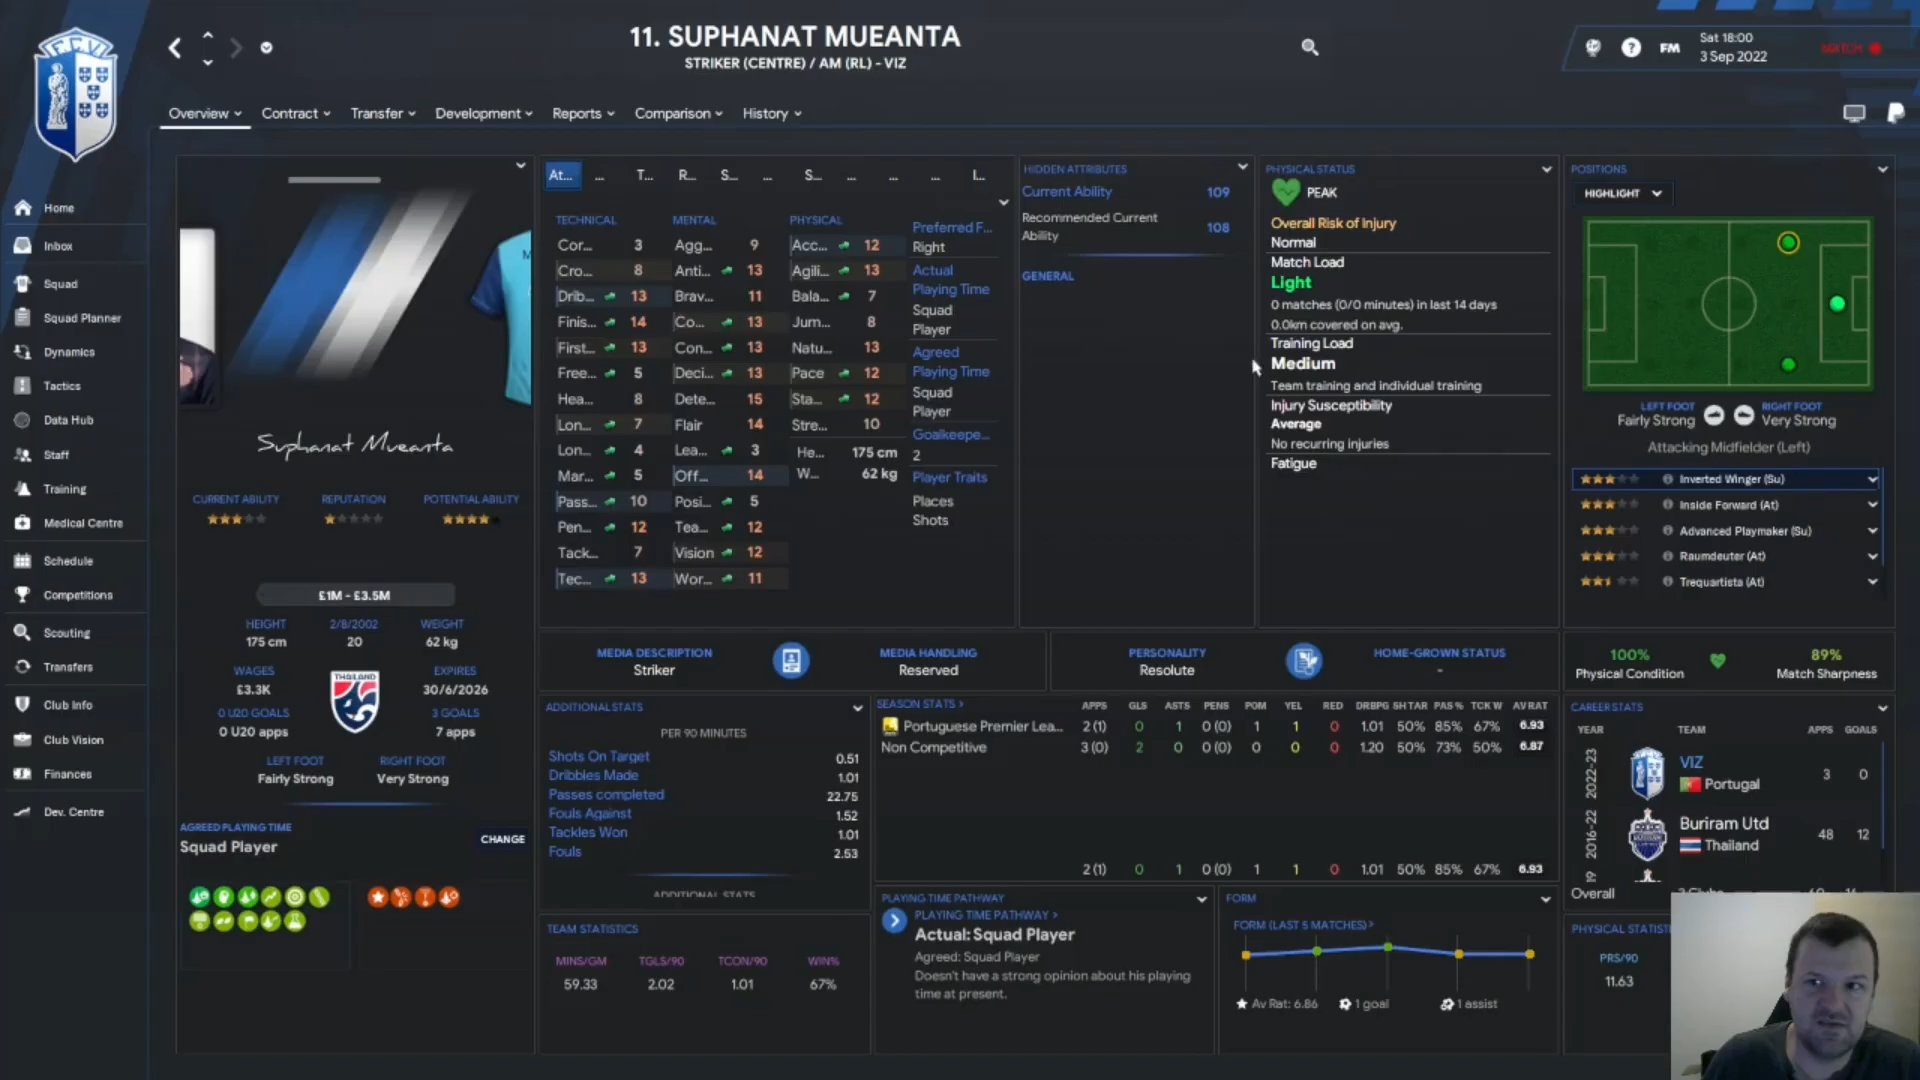 11. SUPHANAT MUEANTA
STRIKER (CENTRE) / AM (RL) - VIZ
FM
Sat 18:00
3 Sep 2022
MATCH
Overview
Contract
Transfer
Development
Reports
Comparison
History
Home
Inbox
Squad
Squad Planner
Dynamics
Tactics
Data Hub
Staff
Training
Medical Centre
Schedule
Competitions
Scouting
Transfers
Club Info
Club Vision
Finances
Dev. Centre
Suphanat Mueanta
CURRENT ABILITY
REPUTATION
POTENTIAL ABILITY
£1M - £3.5M
HEIGHT 2/8/2002 WEIGHT
175 cm 20 62 kg
WAGES EXPIRES
£3.3K THAILAND 30/6/2026
0 U20 GOALS 3 GOALS
0 U20 apps 7 apps
LEFT FOOT RIGHT FOOT
Fairly Strong Very Strong
AGREED PLAYING TIME
Squad Player
CHANGE
At... ... T... R... S... ... S... ... ... ... I...
TECHNICAL MENTAL PHYSICAL
Cor... 3 Agg... 9 Acc... 12
Cro... 8 Anti... 13 Agili... 13
Drib... 13 Brav... 11 Bala... 7
Finis... 14 Co... 13 Jum... 8
First... 13 Con... 13 Natu... 13
Free... 5 Deci... 13 Pace 12
Hea... 8 Dete... 15 Sta... 12
Lon... 7 Flair 14 Stre... 10
Lon... 4 Lea... 3 He... 175 cm
Mar... 5 Off... 14 W... 62 kg
Pass... 10 Posi... 5
Pen... 12 Tea... 12
Tack... 7 Vision 12
Tec... 13 Wor... 11
Preferred F...
Right
Actual
Playing Time
Squad
Player
Agreed
Playing Time
Squad
Player
Goalkeepe...
2
Player Traits
Places
Shots
HIDDEN ATTRIBUTES
Current Ability 109
Recommended Current
Ability 108
GENERAL
PHYSICAL STATUS
PEAK
Overall Risk of Injury
Normal
Match Load
Light
0 matches (0/0 minutes) in last 14 days
0.0km covered on avg.
Training Load
Medium
Team training and individual training
Injury Susceptibility
Average
No recurring injuries
Fatigue
POSITIONS
HIGHLIGHT
LEFT FOOT RIGHT FOOT
Fairly Strong Very Strong
Attacking Midfielder (Left)
Inverted Winger (Su)
Inside Forward (At)
Advanced Playmaker (Su)
Raumdeuter (At)
Trequartista (At)
MEDIA DESCRIPTION
Striker
MEDIA HANDLING
Reserved
PERSONALITY
Resolute
HOME-GROWN STATUS
-
100%
Physical Condition
89%
Match Sharpness
ADDITIONAL STATS
PER 90 MINUTES
Shots On Target 0.51
Dribbles Made 1.01
Passes completed 22.75
Fouls Against 1.52
Tackles Won 1.01
Fouls 2.53
ADDITIONAL STATS
SEASON STATS > APPS GLS ASTS PENS POM YEL RED DRBPG SH TAR PAS % TCK W AV RAT
Portuguese Premier Lea... 2 (1) 0 1 0 (0) 1 1 0 1.01 50% 85% 67% 6.93
Non Competitive 3 (0) 2 0 0 (0) 0 0 0 1.20 50% 73% 50% 6.87
2 (1) 0 1 0 (0) 1 1 0 1.01 50% 85% 67% 6.93
CAREER STATS
YEAR TEAM APPS GOALS
2022-23 VIZ
Portugal 3 0
2016-22 Buriram Utd
Thailand 48 12
Overall
TEAM STATISTICS
MINS/GM TGLS/90 TCON/90 WIN%
59.33 2.02 1.01 67%
PLAYING TIME PATHWAY
PLAYING TIME PATHWAY >
Actual: Squad Player
Agreed: Squad Player
Doesn't have a strong opinion about his playing
time at present.
FORM
FORM (LAST 5 MATCHES) >
Av Rat: 6.86 1 goal 1 assist
PHYSICAL STATIST
PRS/90
11.63